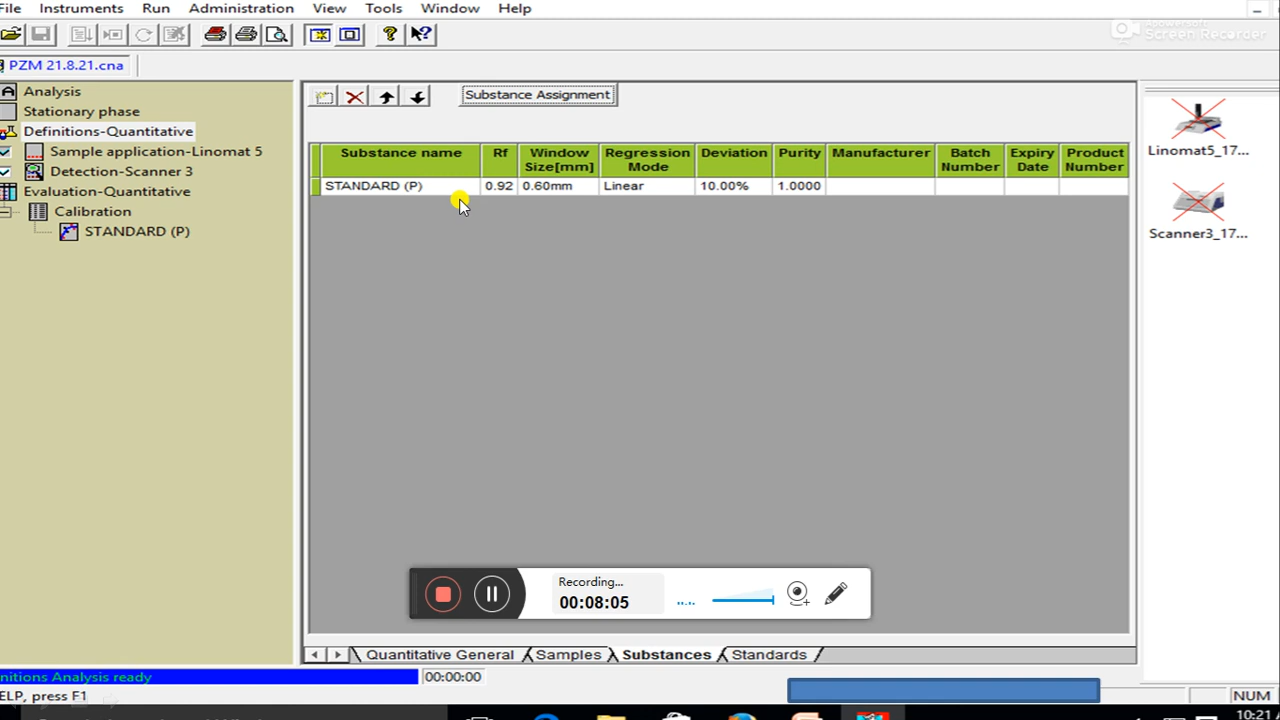 File Instruments Run Administration View Tools Window Help
Screen Recorder
PZM 21.8.21.cna
Analysis
Stationary phase
Definitions-Quantitative
Sample application-Linomat 5
Detection-Scanner 3
Evaluation-Quantitative
Calibration
STANDARD (P)
Substance Assignment
Substance name Rf Window Size[mm] Regression Mode Deviation Purity Manufacturer Batch Number Expiry Date Product Number
STANDARD (P) 0.92 0.60mm Linear 10.00% 1.0000
Linomat5_17...
Scanner3_17...
Recording...
00:08:05
Quantitative General Samples Substances Standards
nitions Analysis ready 00:00:00
ELP, press F1
NUM
10:21